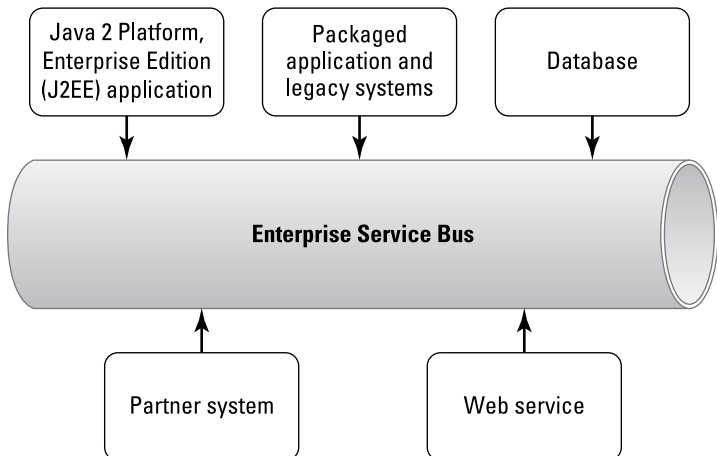 Java 2 Platform,
Enterprise Edition
(J2EE) application
Packaged
application and
legacy systems
Database
Enterprise Service Bus
Partner system
Web service